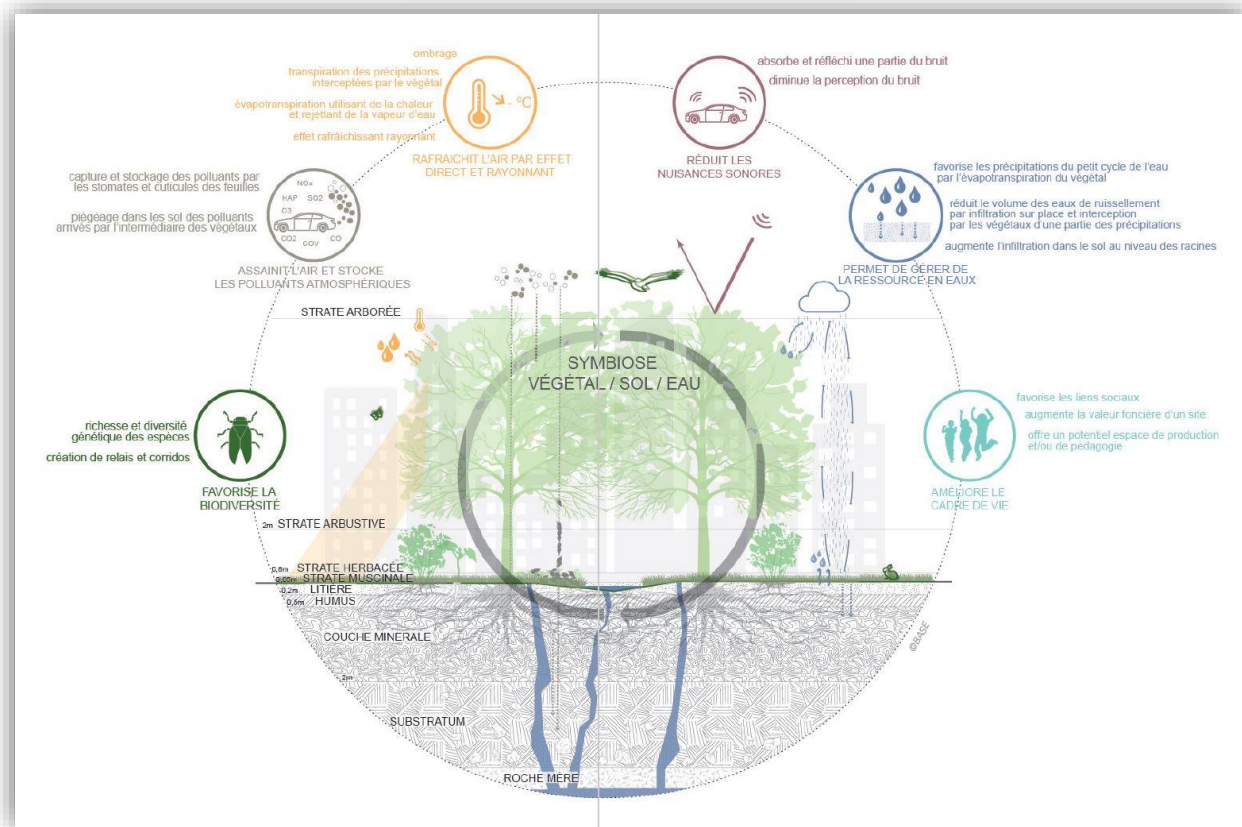 ombrage
transpiration des précipitations
interceptées par le végétal
évapotranspiration utilisant de la chaleur
et rejettant de la vapeur d'eau
effet rafraîchissant rayonnant
- °C
RAFRAICHIT L'AIR PAR EFFET
DIRECT ET RAYONNANT
absorbe et réfléchi une partie du bruit
diminue la perception du bruit
RÉDUIT LES
NUISANCES SONORES
capture et stockage des polluants par
les stomates et cuticules des feuilles
piégeage dans les sol des polluants
arrivés par l'intermédiaire des végétaux
NOx
HAP SO2
O3
CO2 COV CO
ASSAINIT L'AIR ET STOCKE
LES POLLUANTS ATMOSPHÉRIQUES
favorise les précipitations du petit cycle de l'eau
par l'évapotranspiration du végétal
réduit le volume des eaux de ruissellement
par infiltration sur place et interception
par les végétaux d'une partie des précipitations
augmente l'infiltration dans le sol au niveau des racines
PERMET DE GÉRER DE
LA RESSOURCE EN EAUX
STRATE ARBORÉE
SYMBIOSE
VÉGÉTAL / SOL / EAU
richesse et diversité
génétique des espèces
création de relais et corridos
FAVORISE LA
BIODIVERSITÉ
favorise les liens sociaux
augmente la valeur foncière d'un site
offre un potentiel espace de production
et/ou de pédagogie
AMÉLIORE LE
CADRE DE VIE
2m STRATE ARBUSTIVE
0,8m STRATE HERBACÉE
0,05m STRATE MUSCINALE
-0,2m LITIÈRE
-0,5m HUMUS
COUCHE MINERALE
- 2m
SUBSTRATUM
ROCHE MÈRE
©BASE